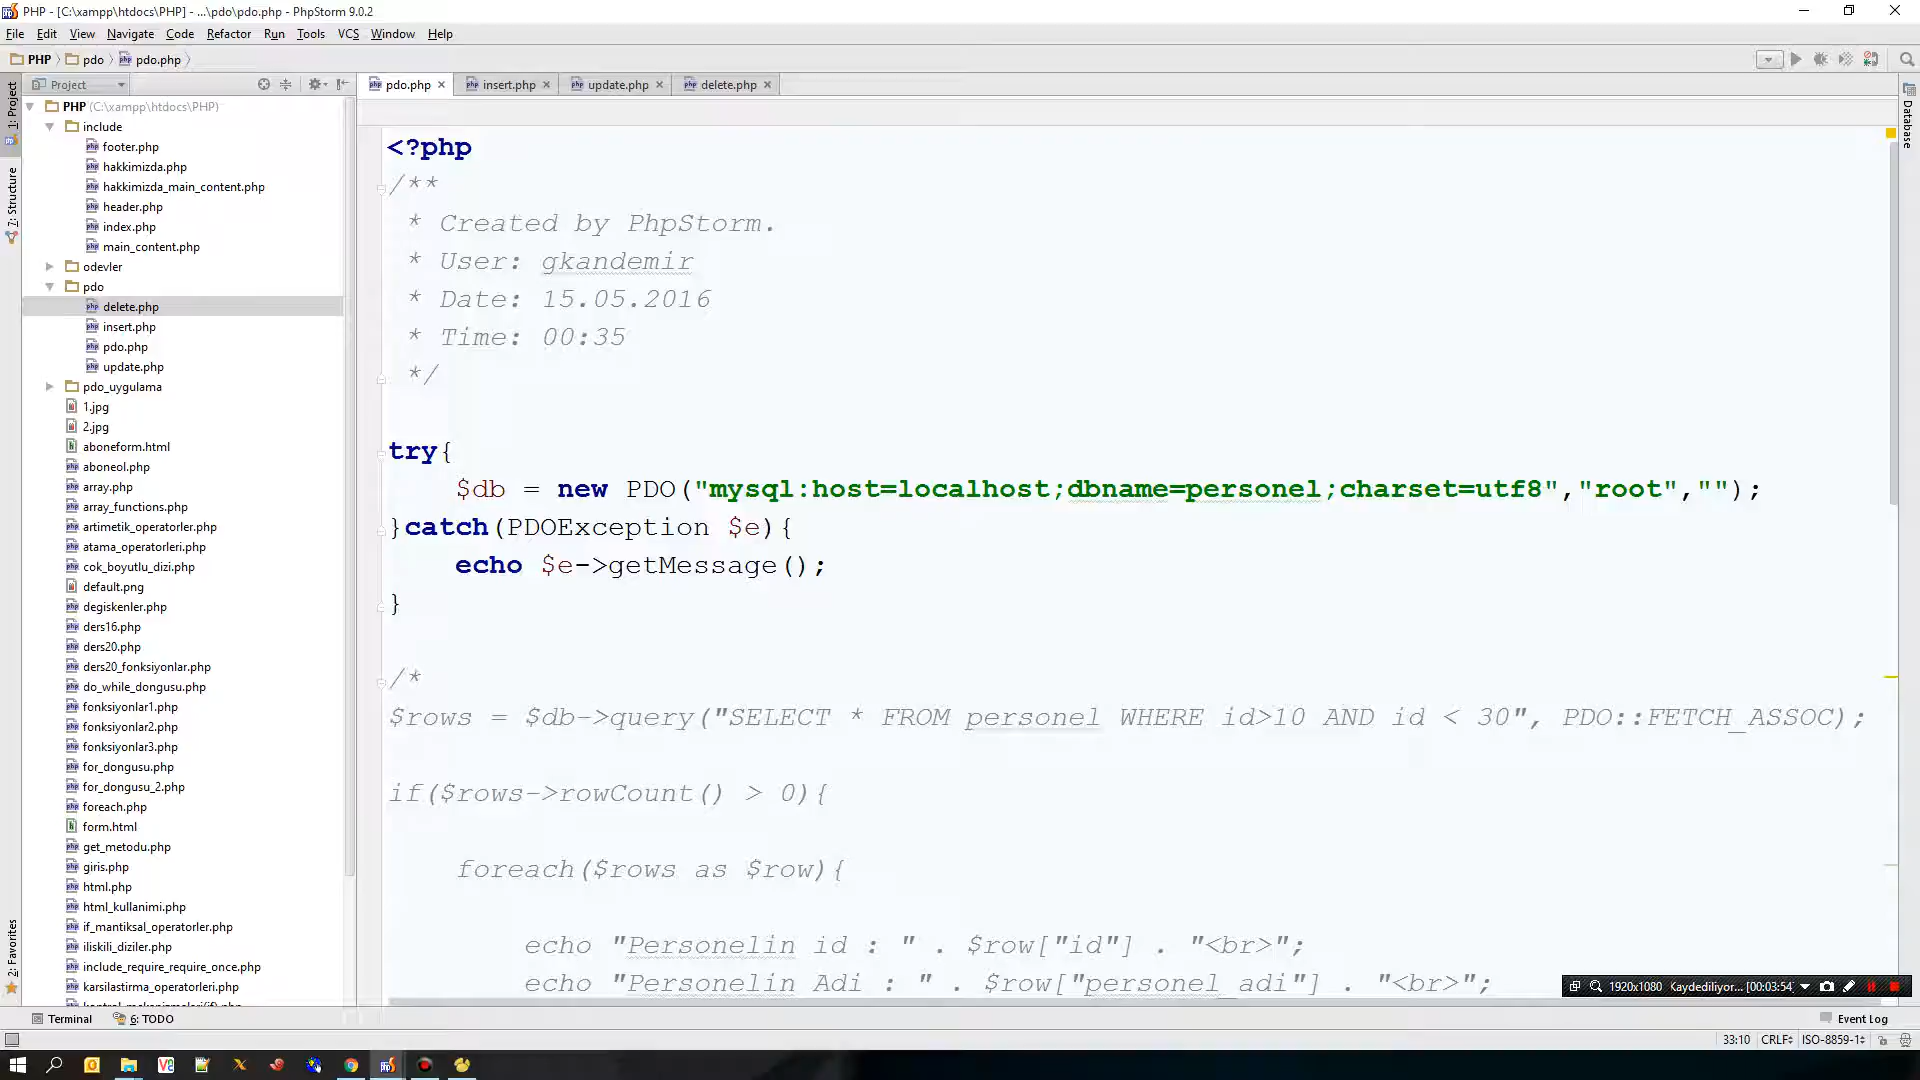 PHP - [C:\xampp\htdocs\PHP] - ...\pdo\pdo.php - PhpStorm 9.0.2
File Edit View Navigate Code Refactor Run Tools VCS Window Help
PHP pdo pdo.php
Project
pdo.php insert.php update.php delete.php
1: Project
7: Structure
2: Favorites
Database
PHP (C:\xampp\htdocs\PHP)
include
footer.php
hakkimizda.php
hakkimizda_main_content.php
header.php
index.php
main_content.php
odevler
pdo
delete.php
insert.php
pdo.php
update.php
pdo_uygulama
1.jpg
2.jpg
aboneform.html
aboneol.php
array.php
array_functions.php
artimetik_operatorler.php
atama_operatorleri.php
cok_boyutlu_dizi.php
default.png
degiskenler.php
ders16.php
ders20.php
ders20_fonksiyonlar.php
do_while_dongusu.php
fonksiyonlar1.php
fonksiyonlar2.php
fonksiyonlar3.php
for_dongusu.php
for_dongusu_2.php
foreach.php
form.html
get_metodu.php
giris.php
html.php
html_kullanimi.php
if_mantiksal_operatorler.php
iliskili_diziler.php
include_require_require_once.php
karsilastirma_operatorleri.php
<?php
/**
* Created by PhpStorm.
* User: gkandemir
* Date: 15.05.2016
* Time: 00:35
*/
try{
$db = new PDO("mysql:host=localhost;dbname=personel;charset=utf8","root","");
}catch(PDOException $e){
echo $e->getMessage();
}
/*
$rows = $db->query("SELECT * FROM personel WHERE id>10 AND id < 30", PDO::FETCH_ASSOC);
if($rows->rowCount() > 0){
foreach($rows as $row){
echo "Personelin id : " . $row["id"] . "<br>";
echo "Personelin Adi : " . $row["personel_adi"] . "<br>";
1920x1080 Kaydediliyor... [00:03:54]
Terminal 6: TODO Event Log
33:10 CRLF ISO-8859-1